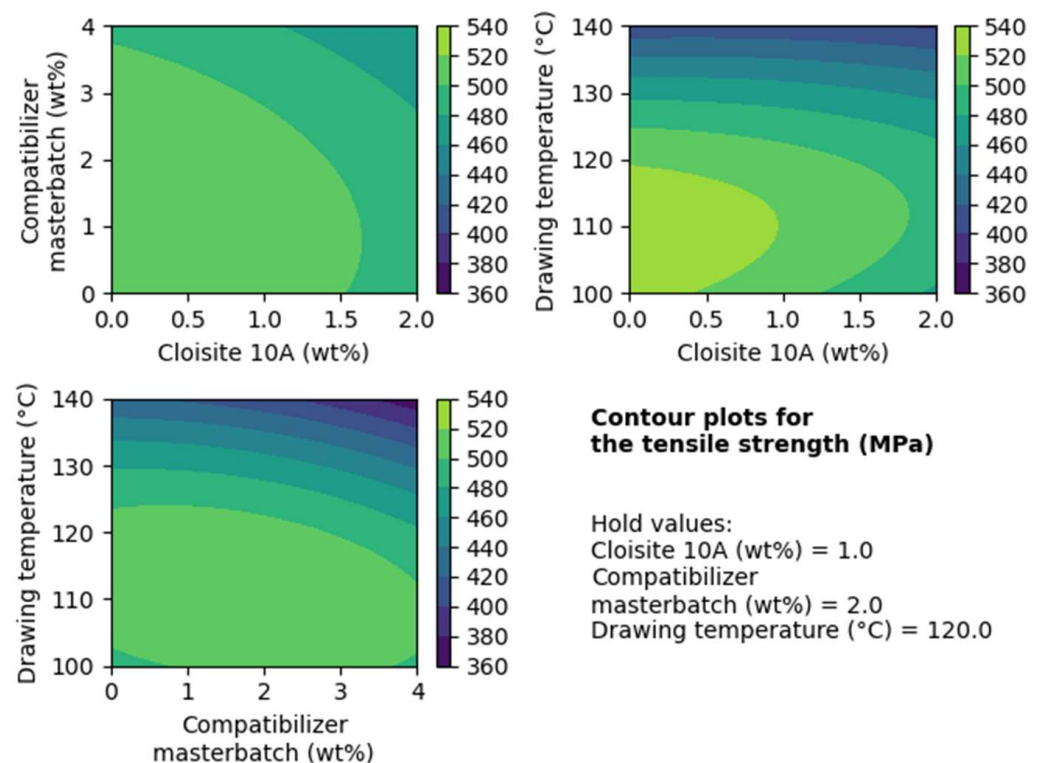 4
3
2
1
0
Compatibilizer
masterbatch (wt%)
0.0 0.5 1.0 1.5 2.0
Cloisite 10A (wt%)
540
520
500
480
460
440
420
400
380
360
140
130
120
110
100
Drawing temperature (°C)
0.0 0.5 1.0 1.5 2.0
Cloisite 10A (wt%)
540
520
500
480
460
440
420
400
380
360
140
130
120
110
100
Drawing temperature (°C)
0 1 2 3 4
Compatibilizer
masterbatch (wt%)
540
520
500
480
460
440
420
400
380
360
Contour plots for
the tensile strength (MPa)
Hold values:
Cloisite 10A (wt%) = 1.0
Compatibilizer
masterbatch (wt%) = 2.0
Drawing temperature (°C) = 120.0